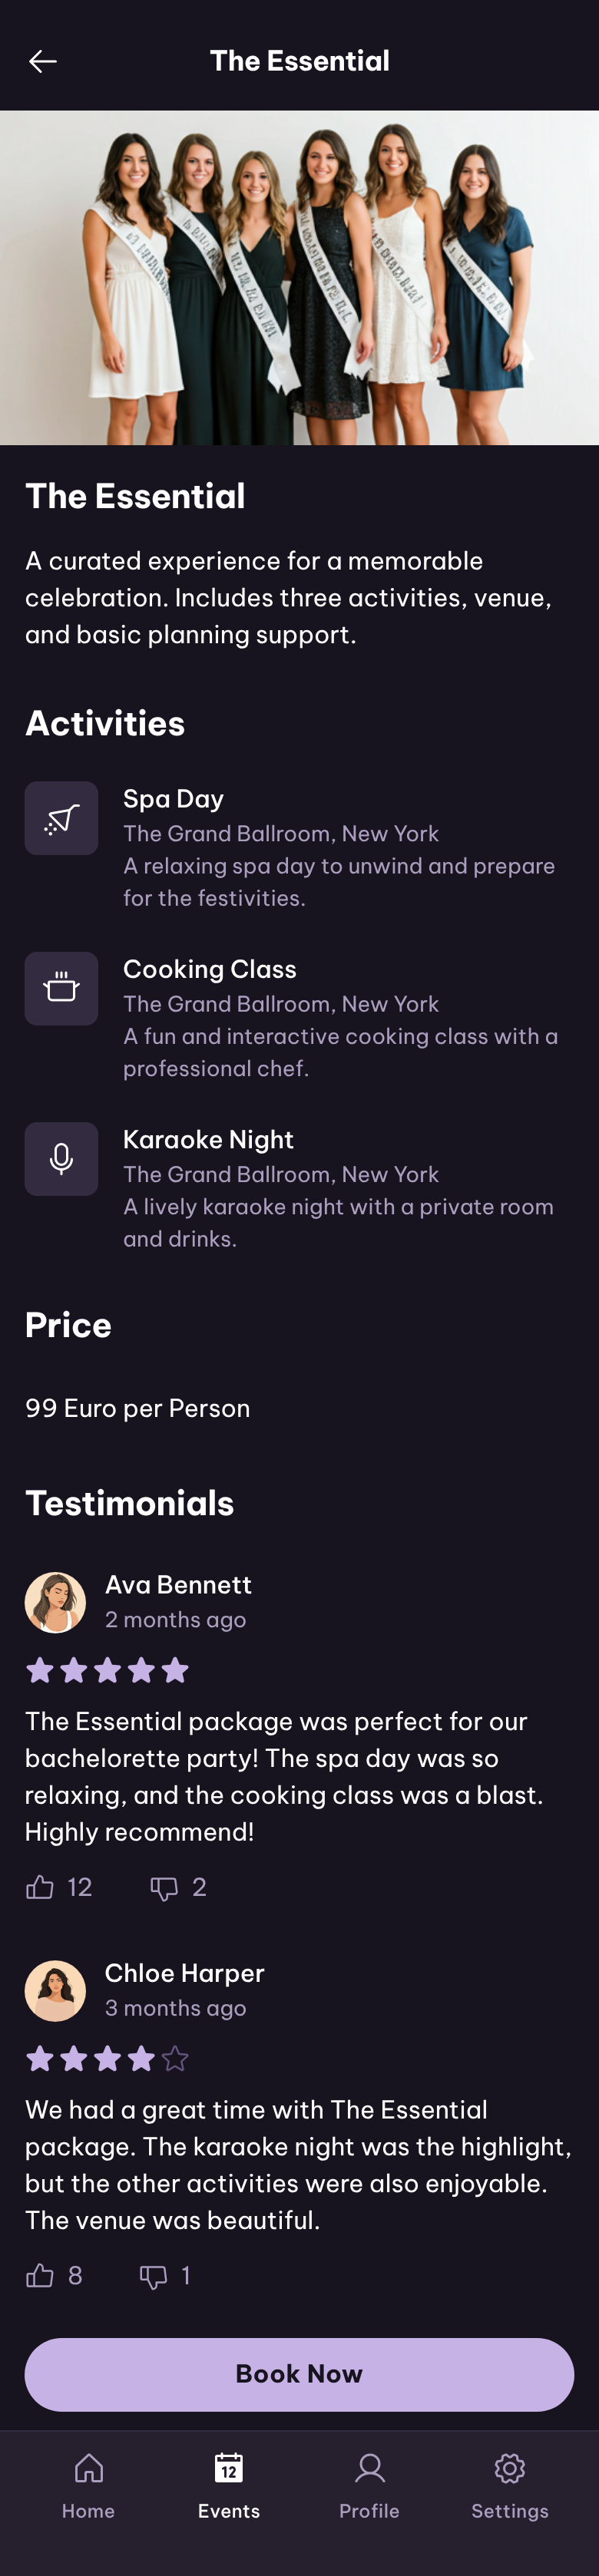 The Essential
The Essential
A curated experience for a memorable
celebration. Includes three activities, venue,
and basic planning support.
Activities
Spa Day
The Grand Ballroom, New York
A relaxing spa day to unwind and prepare
for the festivities.
Cooking Class
The Grand Ballroom, New York
A fun and interactive cooking class with a
professional chef.
Karaoke Night
The Grand Ballroom, New York
A lively karaoke night with a private room
and drinks.
Price
99 Euro per Person
Testimonials
Ava Bennett
2 months ago
The Essential package was perfect for our
bachelorette party! The spa day was so
relaxing, and the cooking class was a blast.
Highly recommend!
12 2
Chloe Harper
3 months ago
We had a great time with The Essential
package. The karaoke night was the highlight,
but the other activities were also enjoyable.
The venue was beautiful.
8 1
Book Now
12
Home Events Profile Settings